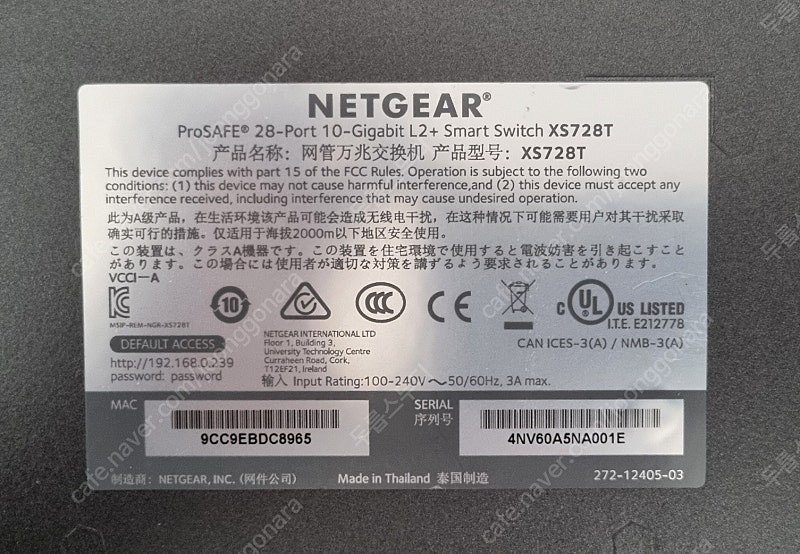 NETGEAR®
ProSAFE® 28-Port 10-Gigabit L2+ Smart Switch XS728T
产品名称: 网管万兆交换机 产品型号: XS728T
This device complies with part 15 of the FCC Rules. Operation is subject to the following two
conditions: (1) this device may not cause harmful interference,and (2) this device must accept any
interference received, including interference that may cause undesired operation.
此为A级产品，在生活环境该产品可能会造成无线电干扰，在这种情况下可能需要用户对其干扰采取
确实可行的措施。仅适用于海拔2000m以下地区安全使用。
この装置は、クラスA機器です。この装置を住宅環境で使用すると電波妨害を引き起こすこと
があります。この場合には使用者が適切な対策を講ずるよう要求されることがあります。
VCCI-A
10
CCC
CE
c UL US LISTED
I.T.E. E212778
MSIP-REM-NGR-XS728T
DEFAULT ACCESS
http://192.168.0.239
password: password
NETGEAR INTERNATIONAL LTD
Floor 1, Building 3,
University Technology Centre
Curraheen Road, Cork,
T12EF21, Ireland
CAN ICES-3(A) / NMB-3(A)
输入 Input Rating:100-240V～50/60Hz, 3A max.
MAC
9CC9EBDC8965
SERIAL
序列号
4NV60A5NA001E
制造商: NETGEAR, INC. (网件公司)
Made in Thailand 泰国制造
272-12405-03
cafe.naver.com/joonggonara